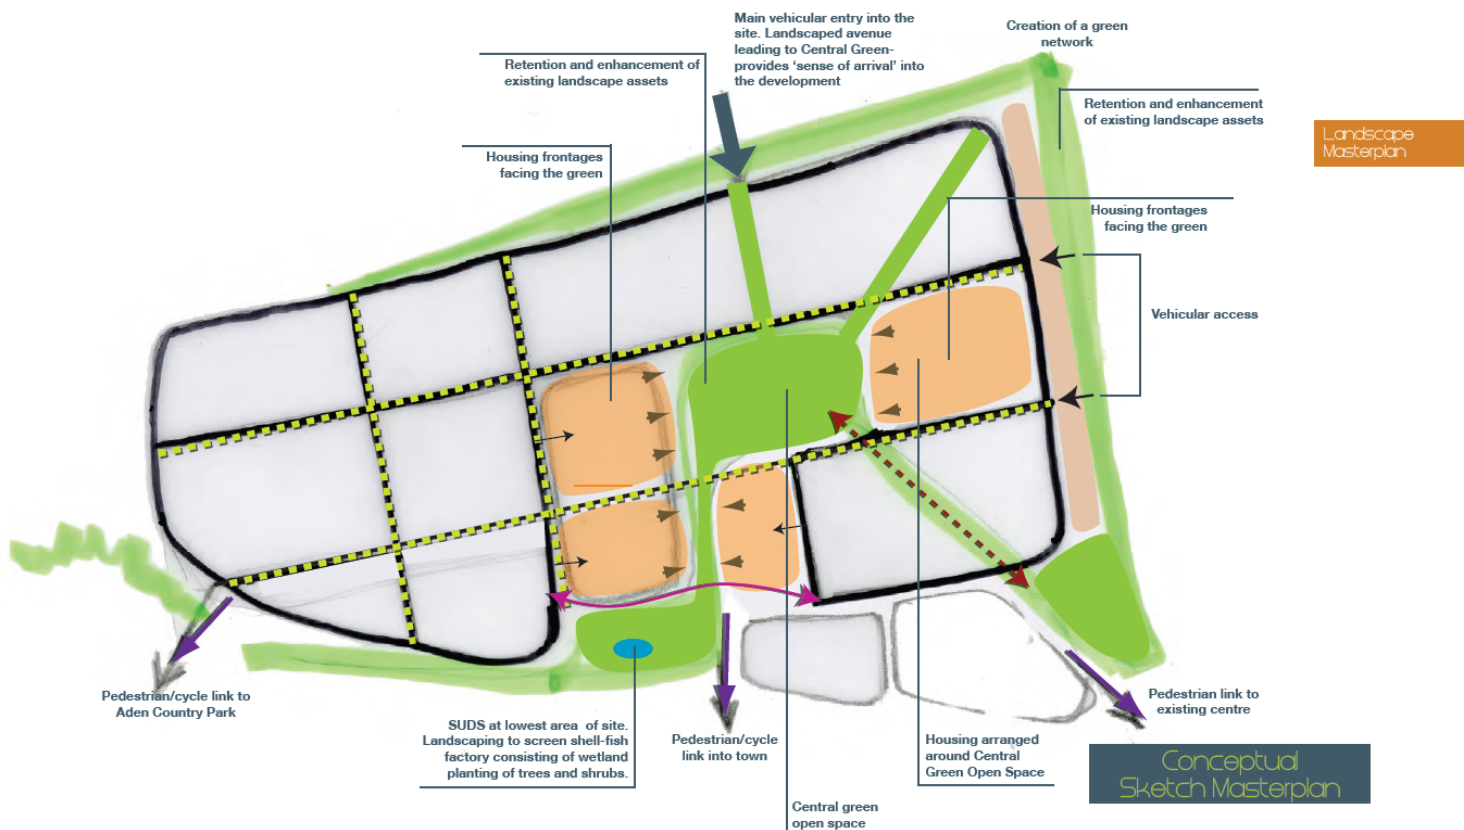 Main vehicular entry into the
site. Landscaped avenue
leading to Central Green-
provides ‘sense of arrival’ into
the development
Creation of a green
network
Retention and enhancement of
existing landscape assets
Retention and enhancement
of existing landscape assets
Landscape
Masterplan
Housing frontages
facing the green
Housing frontages
facing the green
Vehicular access
Pedestrian/cycle link to
Aden Country Park
SUDS at lowest area of site.
Landscaping to screen shell-fish
factory consisting of wetland
planting of trees and shrubs.
Pedestrian/cycle
link into town
Housing arranged
around Central
Green Open Space
Pedestrian link to
existing centre
Central green
open space
Conceptual
Sketch Masterplan